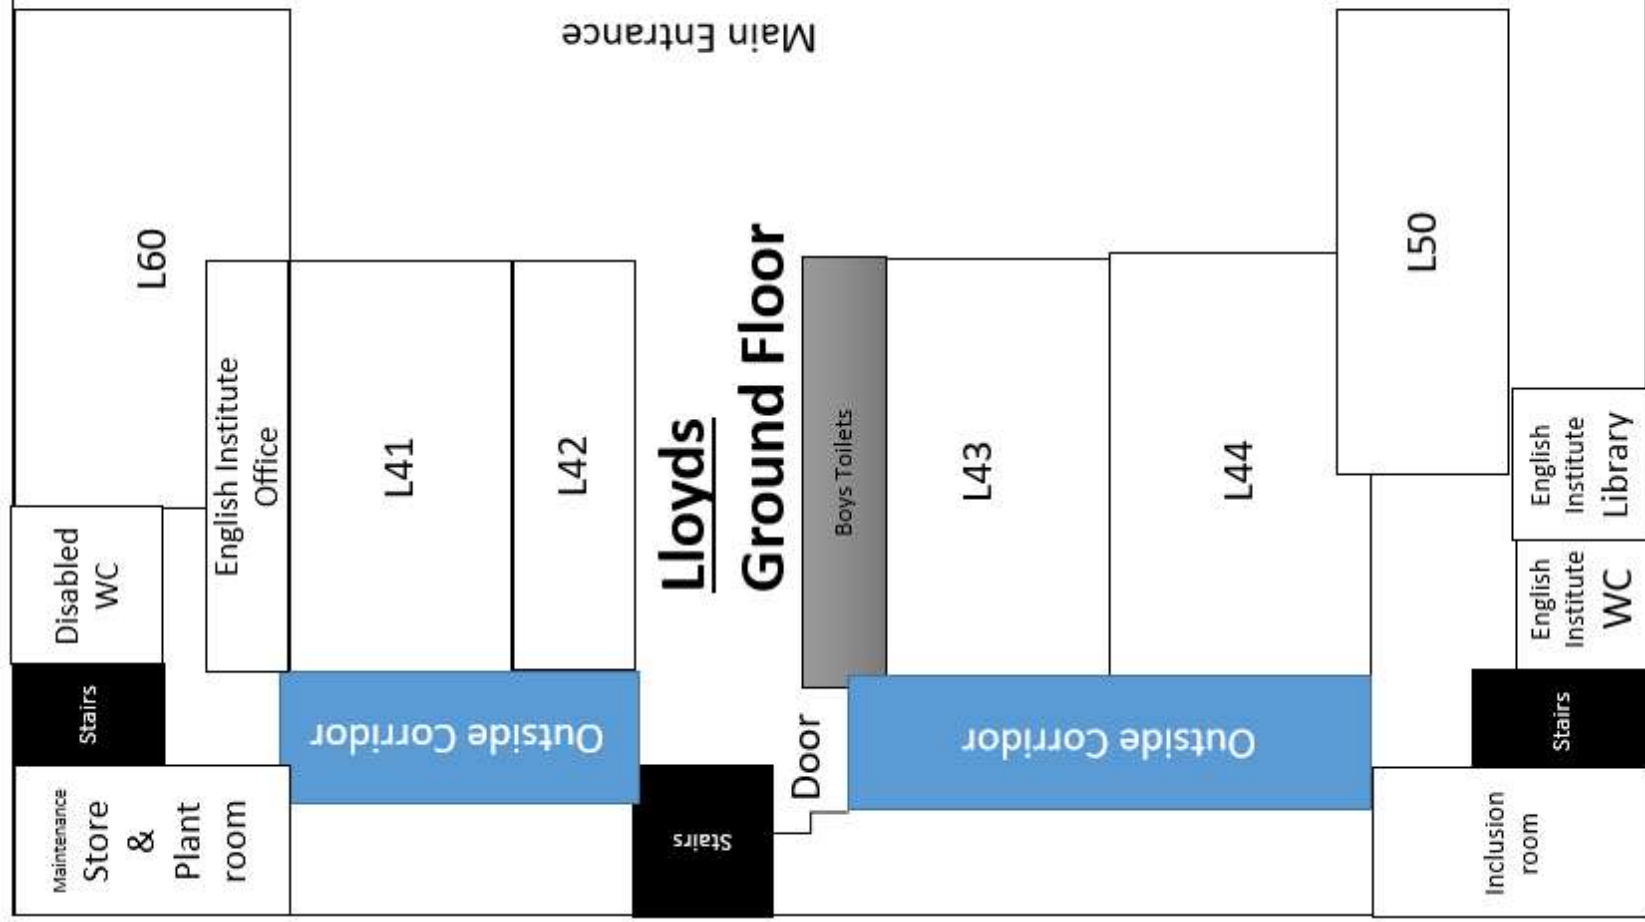 Main Entrance
L60
L50
English Institute
Office
L41
L42
Lloyds
Ground Floor
Boys Toilets
L43
L44
English
Institute
Library
Disabled
WC
English
Institute
WC
Stairs
Outside Corridor
Door
Outside Corridor
Stairs
Maintenance
Store
&
Plant
room
Stairs
Inclusion
room